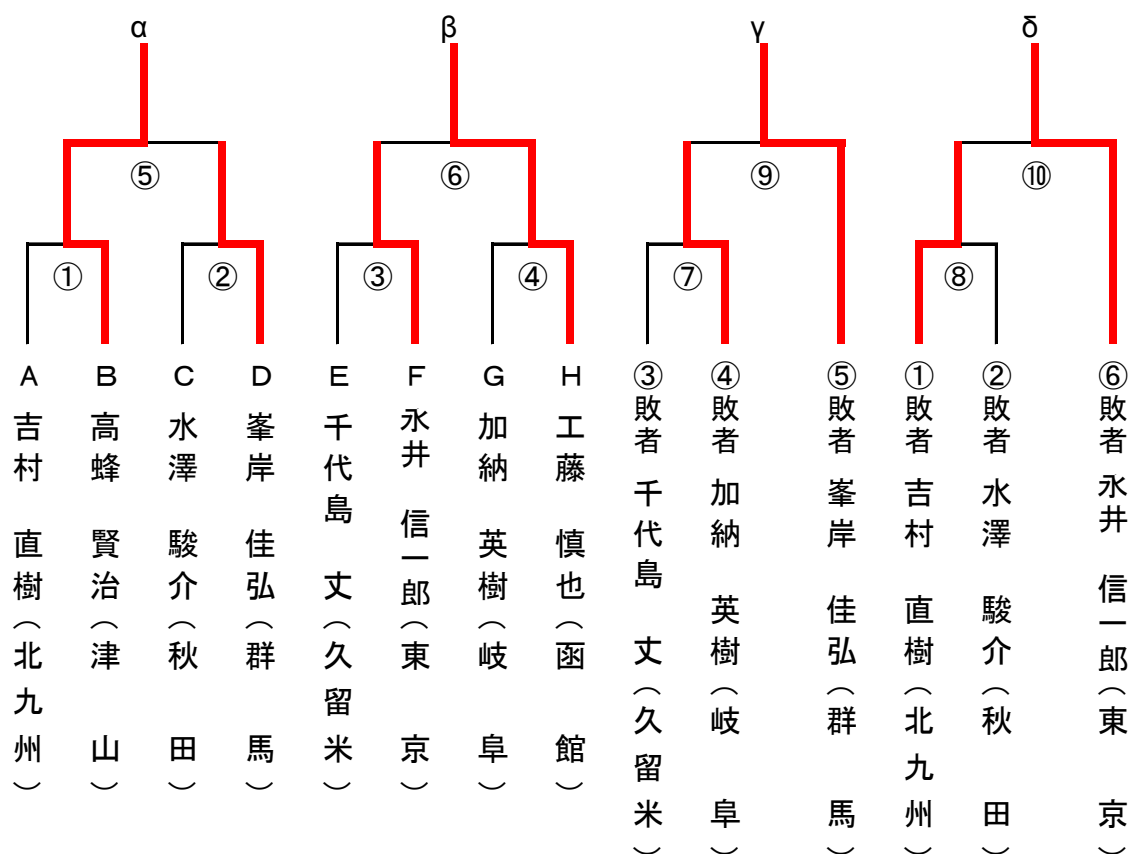 α
β
γ
δ
⑤
⑥
⑨
⑩
①
②
③
④
⑦
⑧
A 吉村 直樹(北九州)
B 高蜂 賢治(津山)
C 水澤 駿介(秋田)
D 峯岸 佳弘(群馬)
E 千代島 丈(久留米)
F 永井 信一郎(東京)
G 加納 英樹(岐阜)
H 工藤 慎也(函館)
③敗者 千代島 丈(久留米)
④敗者 加納 英樹(岐阜)
⑤敗者 峯岸 佳弘(群馬)
①敗者 吉村 直樹(北九州)
②敗者 水澤 駿介(秋田)
⑥敗者 永井 信一郎(東京)